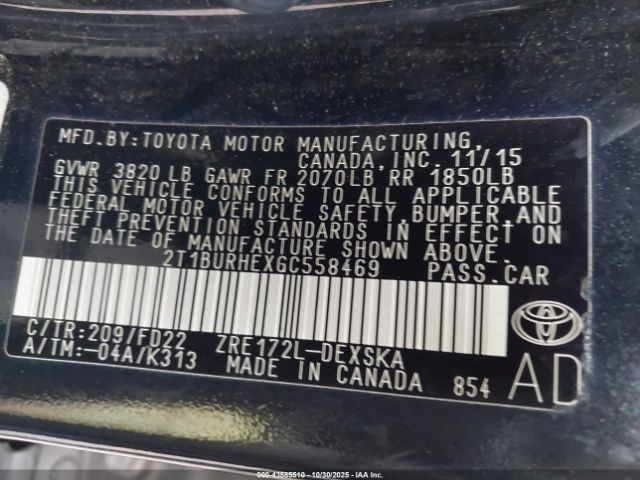 MFD.BY:TOYOTA MOTOR MANUFACTURING,
CANADA,INC. 11/15
GVWR 3820 LB GAWR FR 2070LB RR 1850LB
THIS VEHICLE CONFORMS TO ALL APPLICABLE
FEDERAL MOTOR VEHICLE SAFETY,BUMPER,AND
THEFT PREVENTION STANDARDS IN EFFECT ON
THE DATE OF MANUFACTURE SHOWN ABOVE.
2T1BURHEXGC558469 PASS.CAR
C/TR:209/FD22 ZRE172L-DEXSKA
A/TM:-04A/K313 MADE IN CANADA 854
AD
000-43585510 - 10/30/2025 - IAAI.com